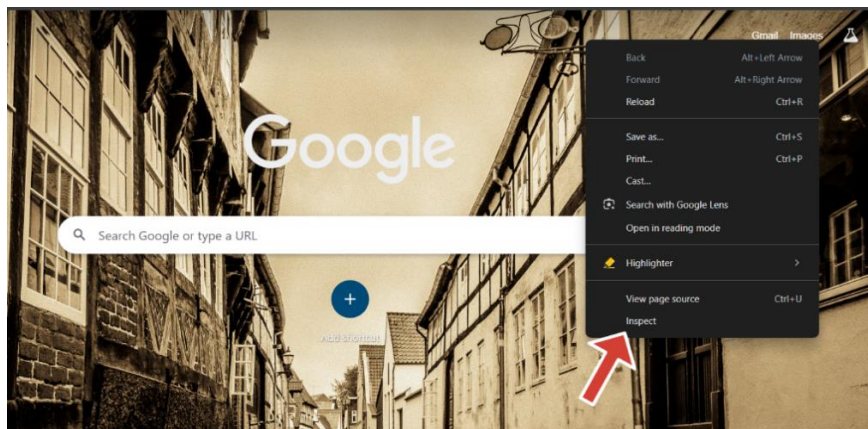 Gmail Images
Google
Search Google or type a URL
Add shortcut
Back Alt+Left Arrow
Forward Alt+Right Arrow
Reload Ctrl+R
Save as... Ctrl+S
Print... Ctrl+P
Cast...
Search with Google Lens
Open in reading mode
Highlighter
View page source Ctrl+U
Inspect